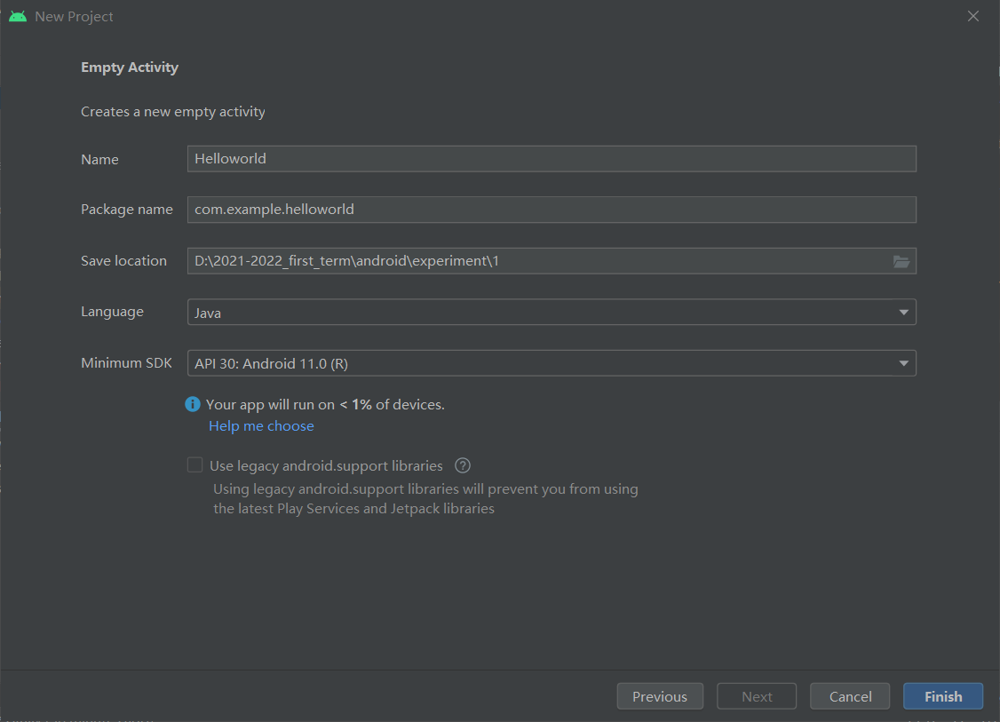 New Project
Empty Activity
Creates a new empty activity
Name Helloworld
Package name com.example.helloworld
Save location D:\2021-2022_first_term\android\experiment\1
Language Java
Minimum SDK API 30: Android 11.0 (R)
Your app will run on < 1% of devices.
Help me choose
Use legacy android.support libraries ?
Using legacy android.support libraries will prevent you from using
the latest Play Services and Jetpack libraries
Previous Next Cancel Finish